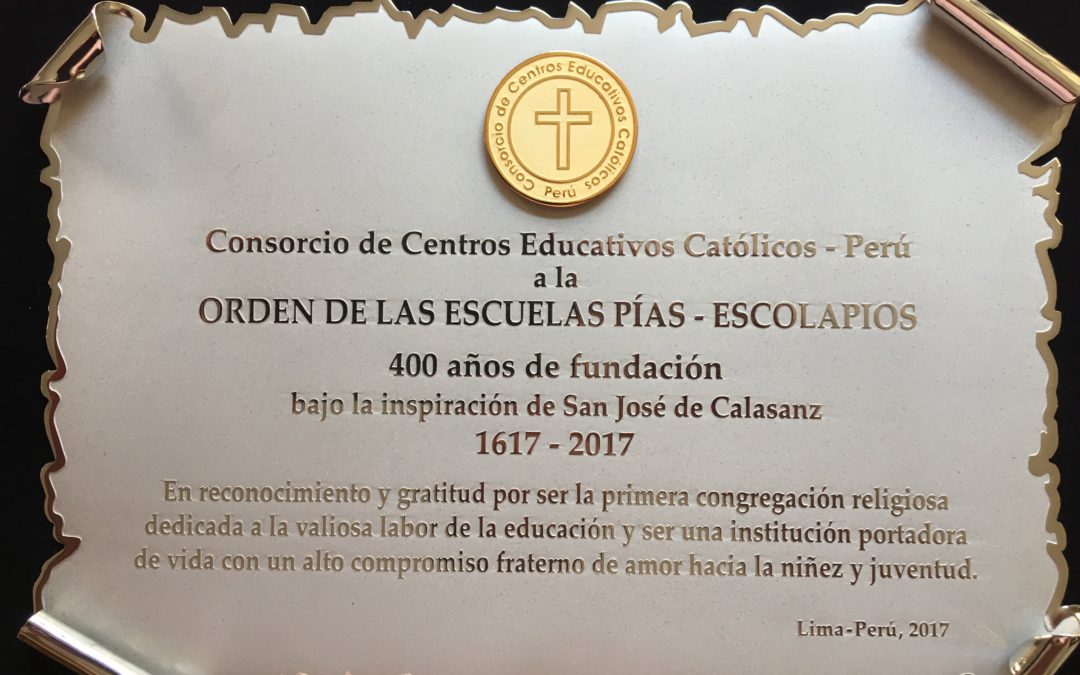 Consorcio de Centros Educativos Católicos
Perú
Consorcio de Centros Educativos Católicos - Perú
a la
ORDEN DE LAS ESCUELAS PÍAS - ESCOLAPIOS
400 años de fundación
bajo la inspiración de San José de Calasanz
1617 - 2017
En reconocimiento y gratitud por ser la primera congregación religiosa
dedicada a la valiosa labor de la educación y ser una institución portadora
de vida con un alto compromiso fraterno de amor hacia la niñez y juventud.
Lima-Perú, 2017